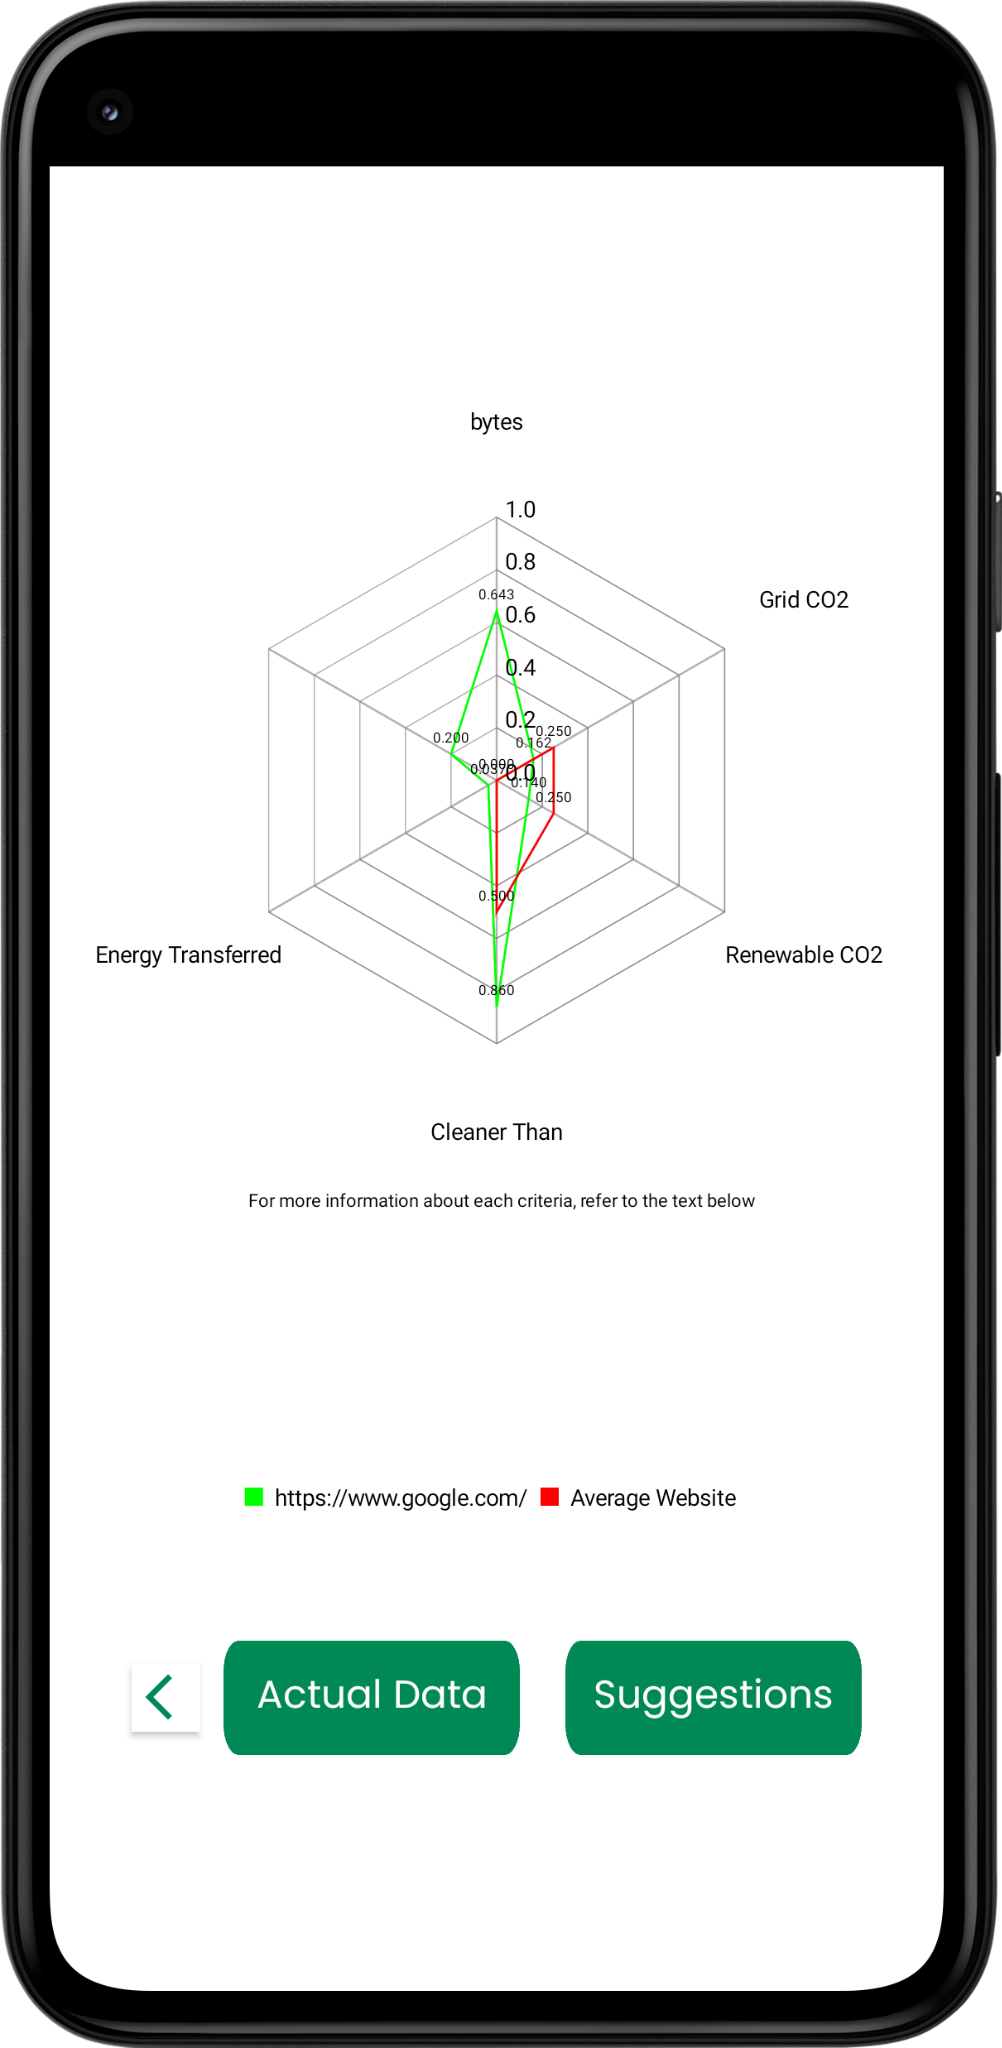 bytes
1.0
0.8
0.643
Grid CO2
0.6
0.4
0.2
0.250
0.200
0.162
0.000
0.037
0.0
0.140
0.250
0.500
Energy Transferred
Renewable CO2
0.860
Cleaner Than
For more information about each criteria, refer to the text below
https://www.google.com/ Average Website
Actual Data
Suggestions